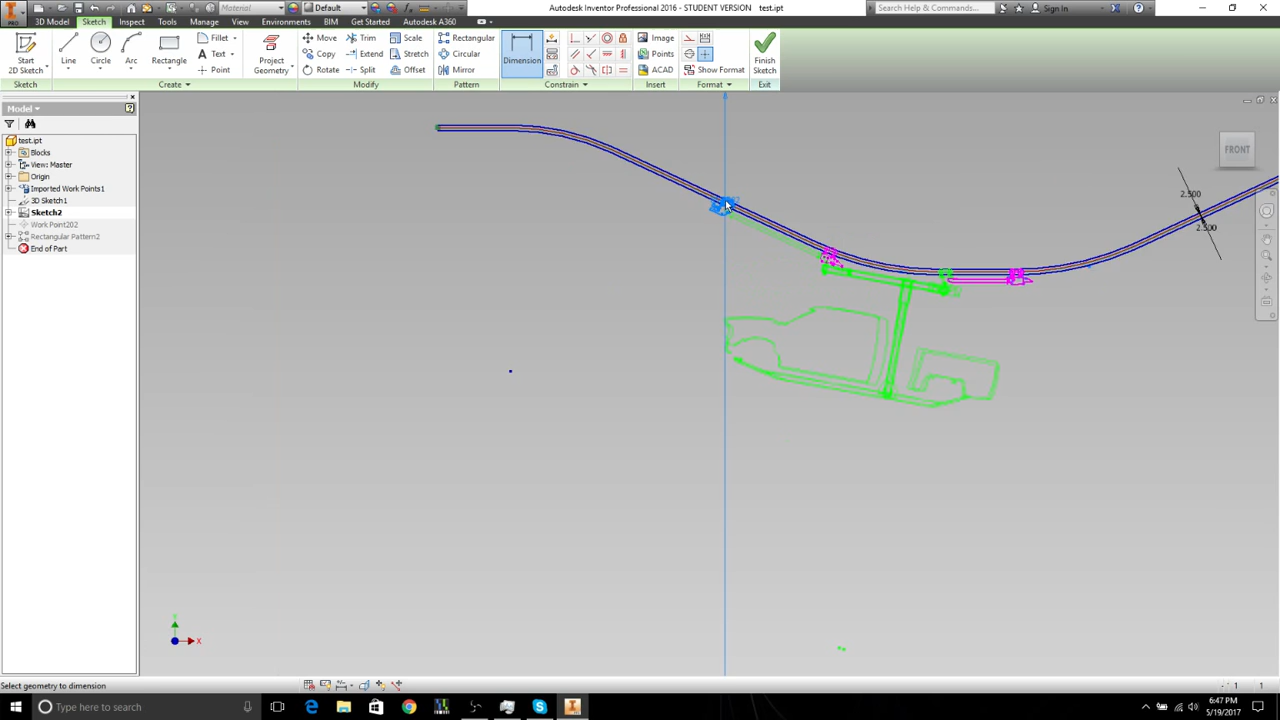 Material Default Autodesk Inventor Professional 2016 - STUDENT VERSION test.ipt Search Help & Commands... Sign In
PRO 3D Model Sketch Inspect Tools Manage View Environments BIM Get Started Autodesk A360
Start 2D Sketch Line Circle Arc Rectangle Fillet Text Point Project Geometry Move Copy Rotate Trim Extend Split Scale Stretch Offset Rectangular Circular Mirror Dimension Image Points ACAD Show Format Finish Sketch
Sketch Create Modify Pattern Constrain Insert Format Exit
Model
test.ipt
Blocks
View: Master
Origin
Imported Work Points1
3D Sketch1
Sketch2
Work Point202
Rectangular Pattern2
End of Part
FRONT
2.500
2.500
Y
X
Select geometry to dimension 1 1
Type here to search 6:47 PM
5/19/2017